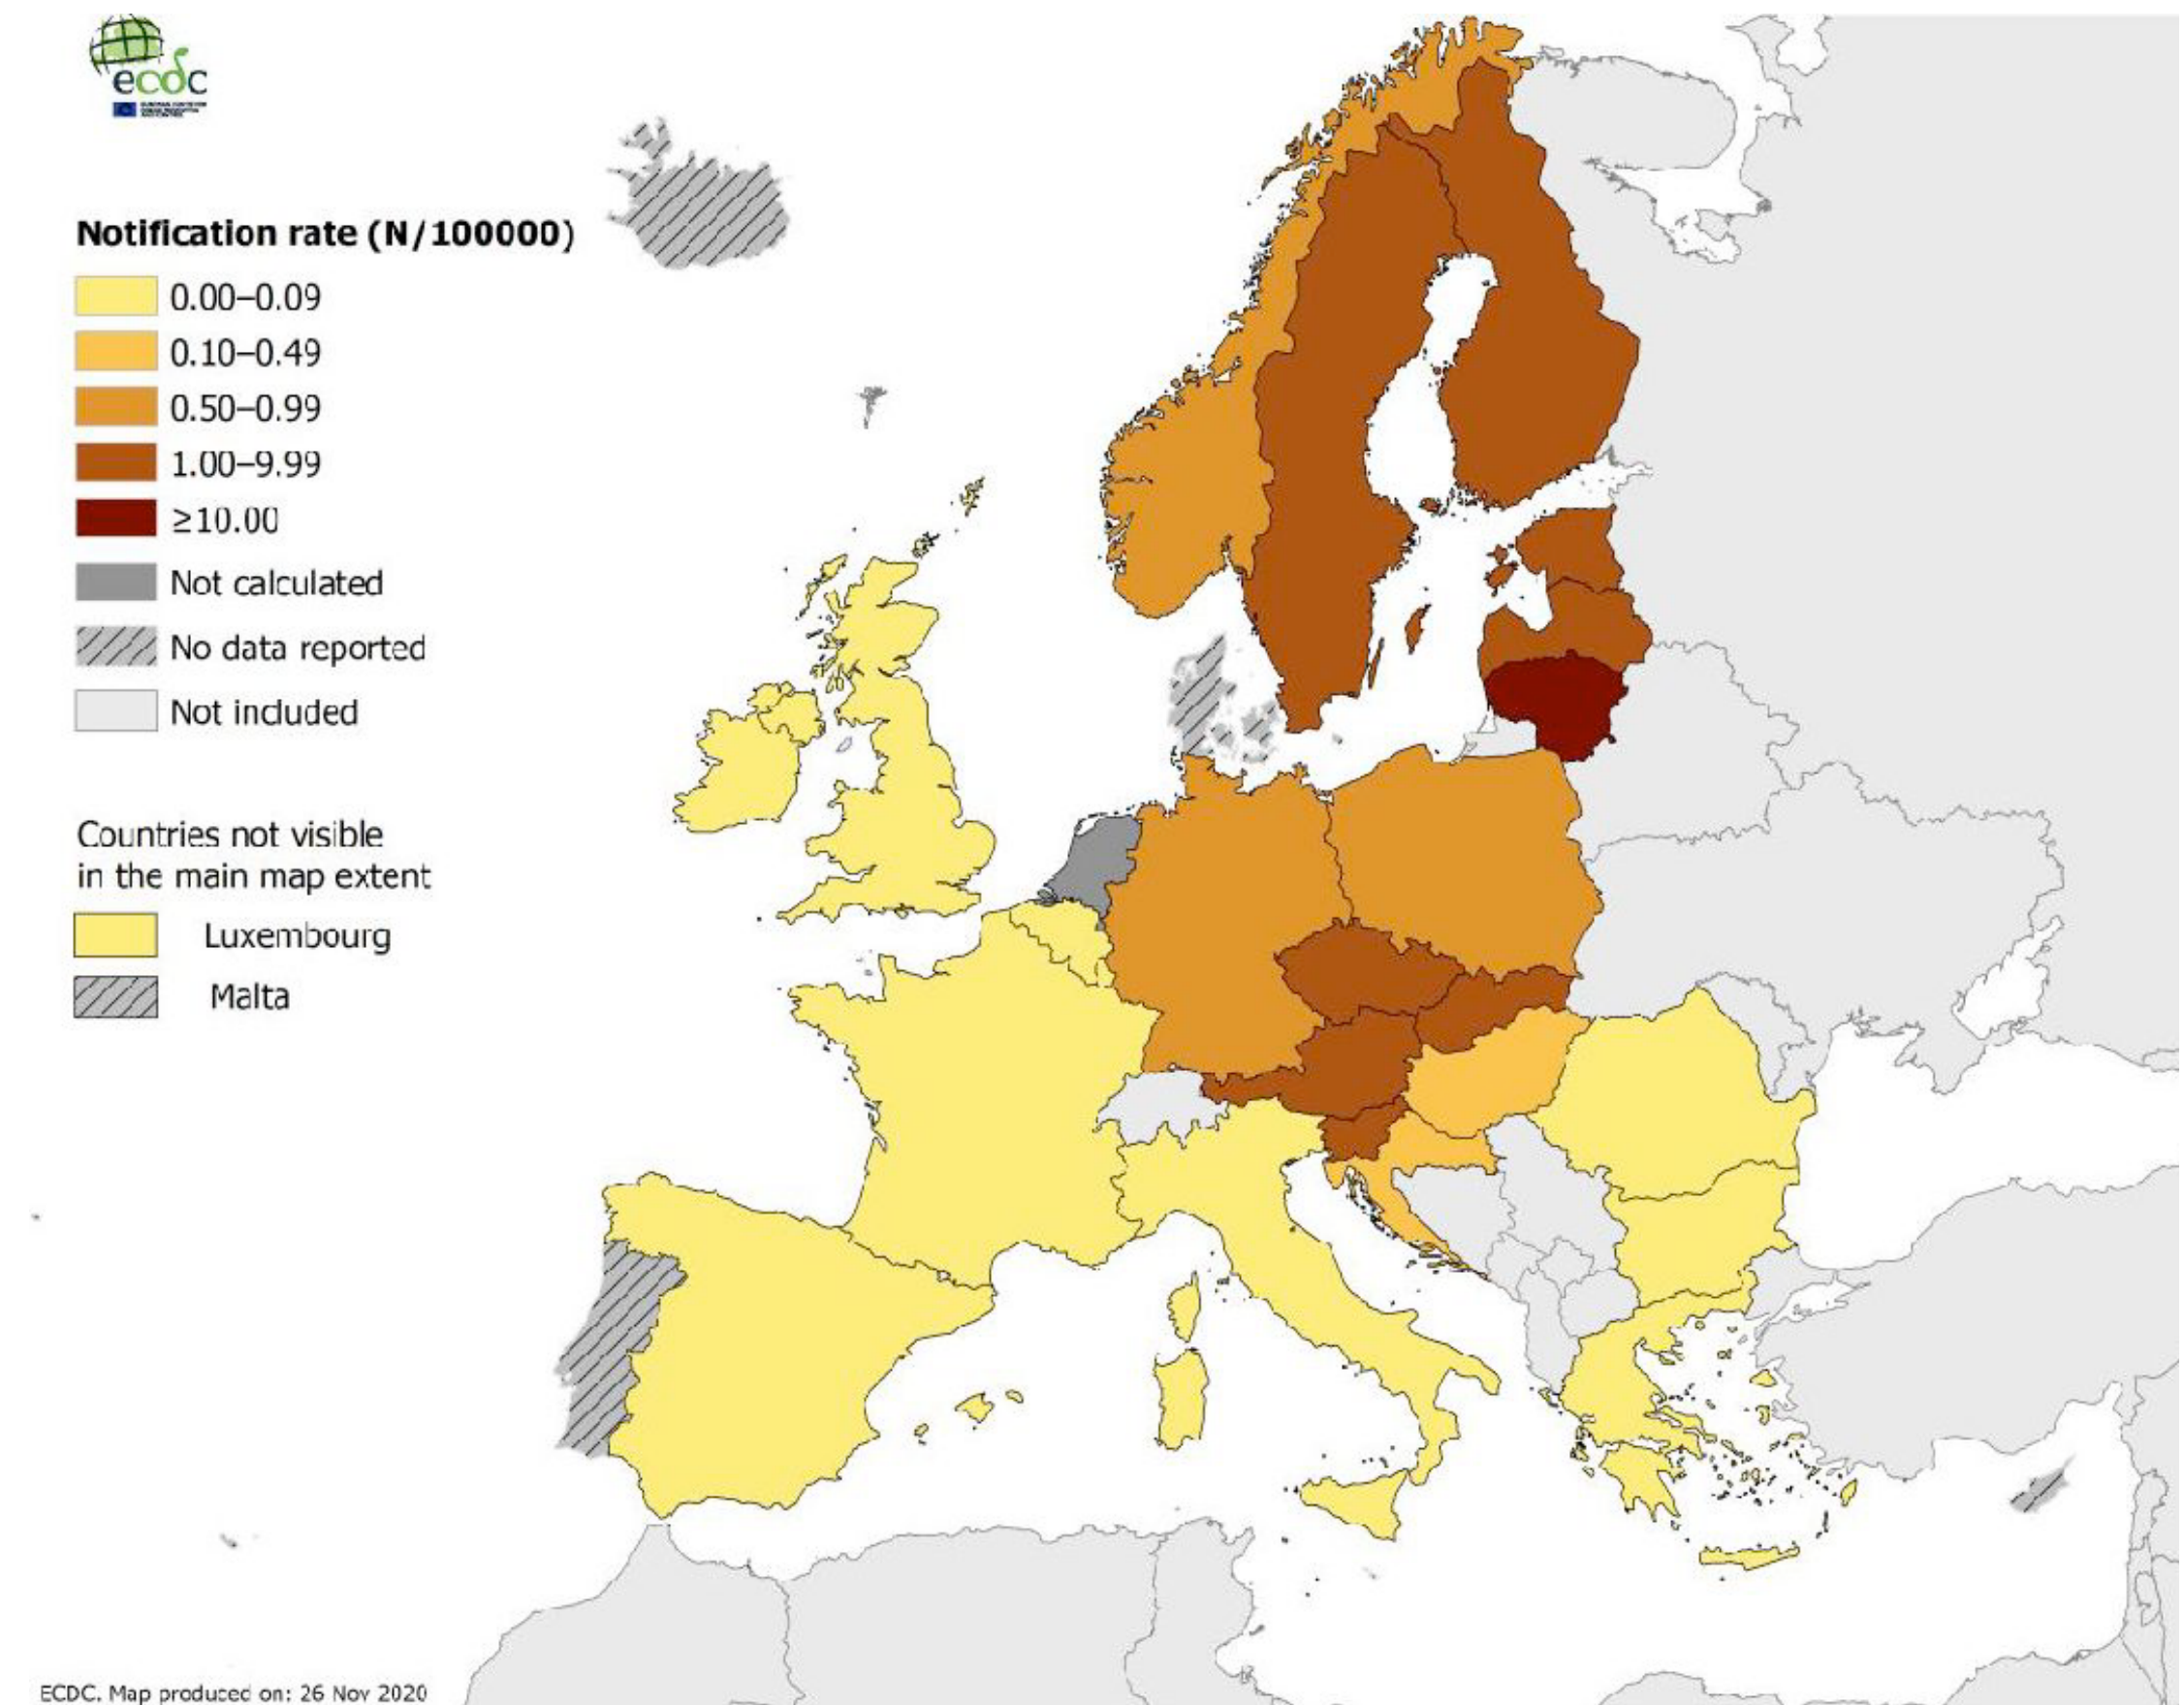 ecdc
Notification rate (N/100000)
0.00–0.09
0.10–0.49
0.50–0.99
1.00–9.99
≥10.00
Not calculated
No data reported
Not included
Countries not visible
in the main map extent
Luxembourg
Malta
ECDC. Map produced on: 26 Nov 2020